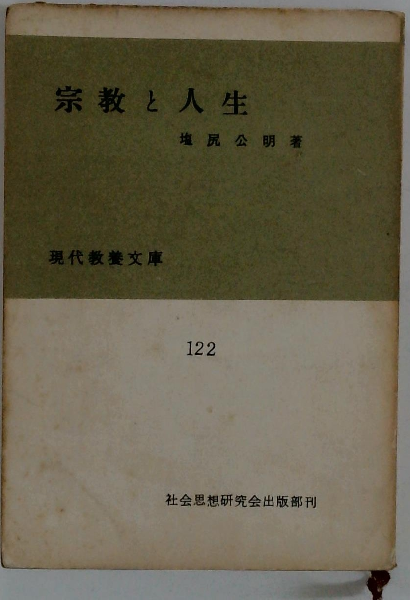 宗教と人生
塩尻公明著
現代教養文庫
122
社会思想研究会出版部刊